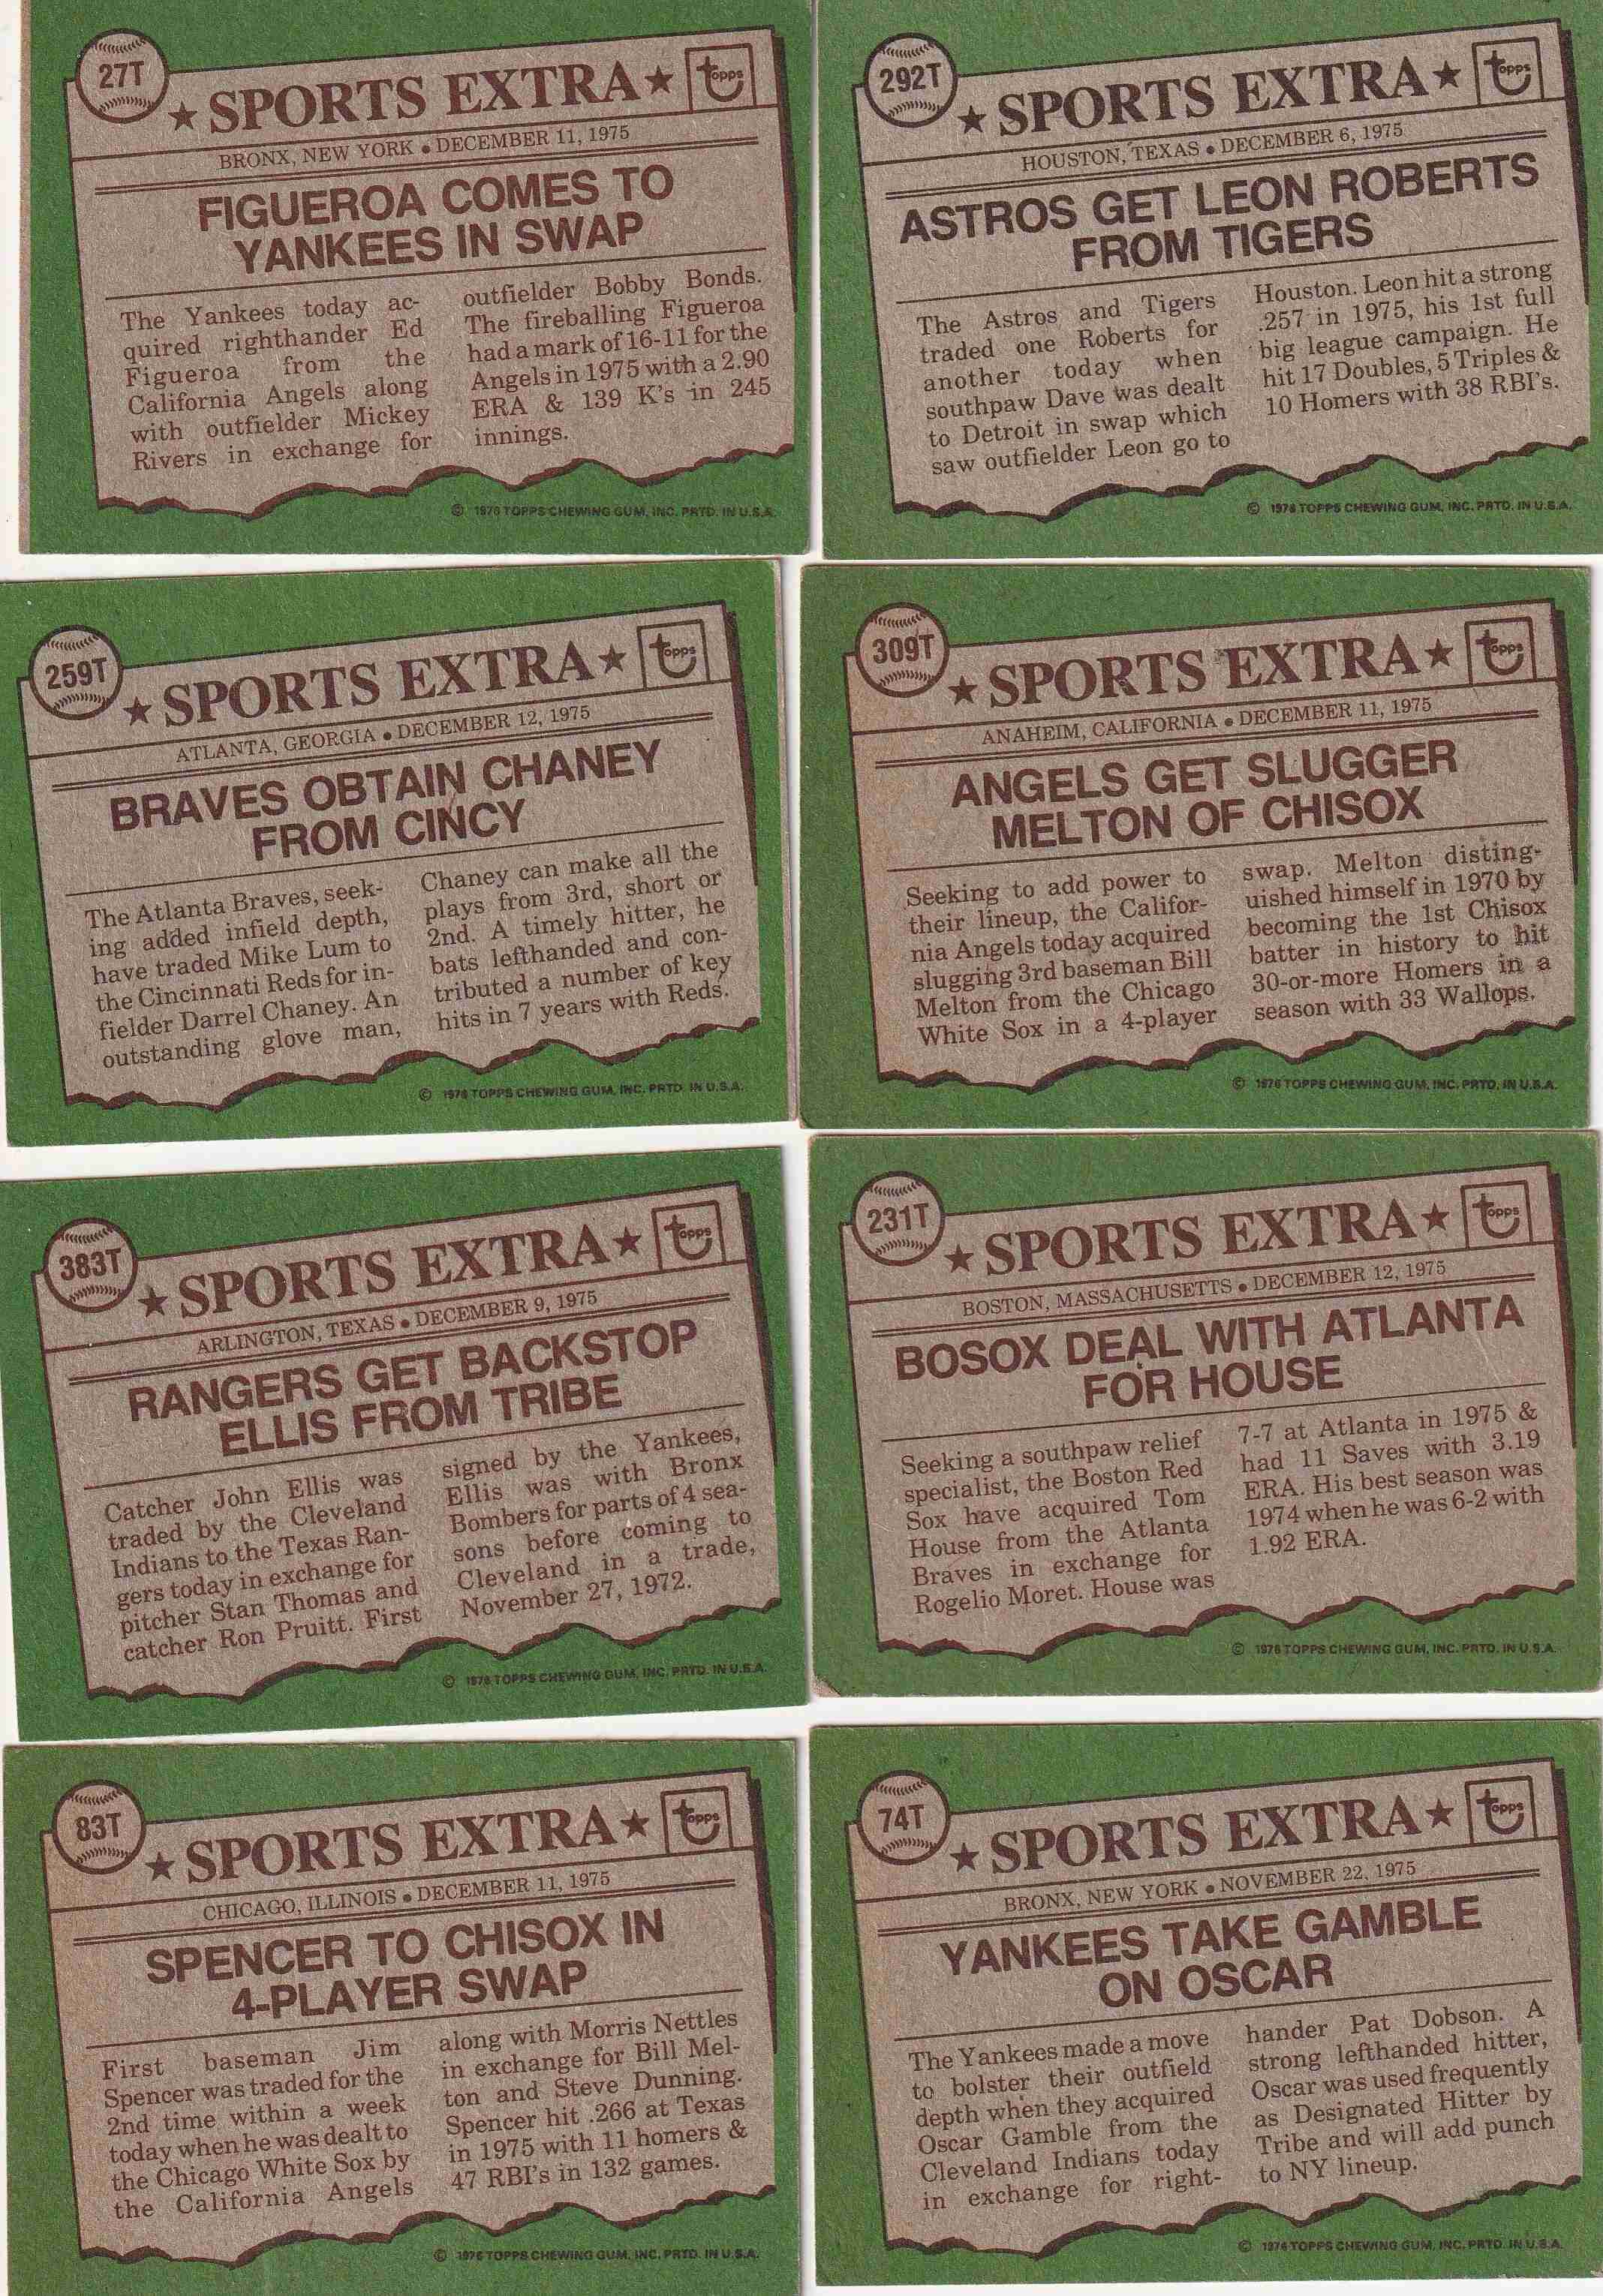 27T
★ SPORTS EXTRA ★ topps
BRONX, NEW YORK • DECEMBER 11, 1975
FIGUEROA COMES TO
YANKEES IN SWAP
The Yankees today ac-
quired righthander Ed
Figueroa from the
California Angels along
with outfielder Mickey
Rivers in exchange for
outfielder Bobby Bonds.
The fireballing Figueroa
had a mark of 16-11 for the
Angels in 1975 with a 2.90
ERA & 139 K's in 245
innings.
© 1976 TOPPS CHEWING GUM, INC. PRTD. IN U.S.A.
292T
★ SPORTS EXTRA ★ topps
HOUSTON, TEXAS • DECEMBER 6, 1975
ASTROS GET LEON ROBERTS
FROM TIGERS
The Astros and Tigers
traded one Roberts for
another today when
southpaw Dave was dealt
to Detroit in swap which
saw outfielder Leon go to
Houston. Leon hit a strong
.257 in 1975, his 1st full
big league campaign. He
hit 17 Doubles, 5 Triples &
10 Homers with 38 RBI's.
© 1976 TOPPS CHEWING GUM, INC. PRTD. IN U.S.A.
259T
★ SPORTS EXTRA ★ topps
ATLANTA, GEORGIA • DECEMBER 12, 1975
BRAVES OBTAIN CHANEY
FROM CINCY
The Atlanta Braves, seek-
ing added infield depth,
have traded Mike Lum to
the Cincinnati Reds for in-
fielder Darrel Chaney. An
outstanding glove man,
Chaney can make all the
plays from 3rd, short or
2nd. A timely hitter, he
bats lefthanded and con-
tributed a number of key
hits in 7 years with Reds.
© 1976 TOPPS CHEWING GUM, INC. PRTD. IN U.S.A.
309T
★ SPORTS EXTRA ★ topps
ANAHEIM, CALIFORNIA • DECEMBER 11, 1975
ANGELS GET SLUGGER
MELTON OF CHISOX
Seeking to add power to
their lineup, the Califor-
nia Angels today acquired
slugging 3rd baseman Bill
Melton from the Chicago
White Sox in a 4-player
swap. Melton disting-
uished himself in 1970 by
becoming the 1st Chisox
batter in history to hit
30-or-more Homers in a
season with 33 Wallops.
© 1976 TOPPS CHEWING GUM, INC. PRTD. IN U.S.A.
383T
★ SPORTS EXTRA ★ topps
ARLINGTON, TEXAS • DECEMBER 9, 1975
RANGERS GET BACKSTOP
ELLIS FROM TRIBE
Catcher John Ellis was
traded by the Cleveland
Indians to the Texas Ran-
gers today in exchange for
pitcher Stan Thomas and
catcher Ron Pruitt. First
signed by the Yankees,
Ellis was with Bronx
Bombers for parts of 4 sea-
sons before coming to
Cleveland in a trade,
November 27, 1972.
© 1976 TOPPS CHEWING GUM, INC. PRTD. IN U.S.A.
231T
★ SPORTS EXTRA ★ topps
BOSTON, MASSACHUSETTS • DECEMBER 12, 1975
BOSOX DEAL WITH ATLANTA
FOR HOUSE
Seeking a southpaw relief
specialist, the Boston Red
Sox have acquired Tom
House from the Atlanta
Braves in exchange for
Rogelio Moret. House was
7-7 at Atlanta in 1975 &
had 11 Saves with 3.19
ERA. His best season was
1974 when he was 6-2 with
1.92 ERA.
© 1976 TOPPS CHEWING GUM, INC. PRTD. IN U.S.A.
83T
★ SPORTS EXTRA ★ topps
CHICAGO, ILLINOIS • DECEMBER 11, 1975
SPENCER TO CHISOX IN
4-PLAYER SWAP
First baseman Jim
Spencer was traded for the
2nd time within a week
today when he was dealt to
the Chicago White Sox by
the California Angels
along with Morris Nettles
in exchange for Bill Mel-
ton and Steve Dunning.
Spencer hit .266 at Texas
in 1975 with 11 homers &
47 RBI's in 132 games.
© 1976 TOPPS CHEWING GUM, INC. PRTD. IN U.S.A.
74T
★ SPORTS EXTRA ★ topps
BRONX, NEW YORK • NOVEMBER 22, 1975
YANKEES TAKE GAMBLE
ON OSCAR
The Yankees made a move
to bolster their outfield
depth when they acquired
Oscar Gamble from the
Cleveland Indians today
in exchange for right-
hander Pat Dobson. A
strong lefthanded hitter,
Oscar was used frequently
as Designated Hitter by
Tribe and will add punch
to NY lineup.
© 1976 TOPPS CHEWING GUM, INC. PRTD. IN U.S.A.